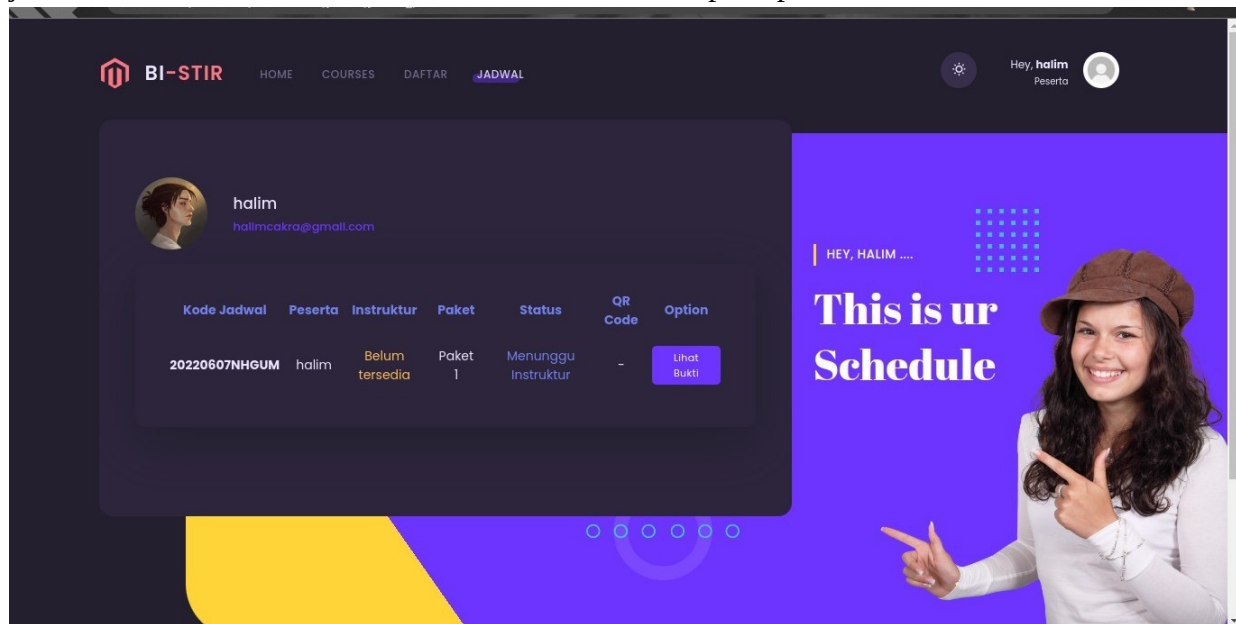 BI-STIR HOME COURSES DAFTAR JADWAL
Hey, halim
Peserta
halim
halimcakra@gmail.com
HEY, HALIM ....
This is ur
Schedule
Kode Jadwal Peserta Instruktur Paket Status QR Code Option
20220607NHGUM halim Belum tersedia Paket 1 Menunggu Instruktur - Lihat Bukti